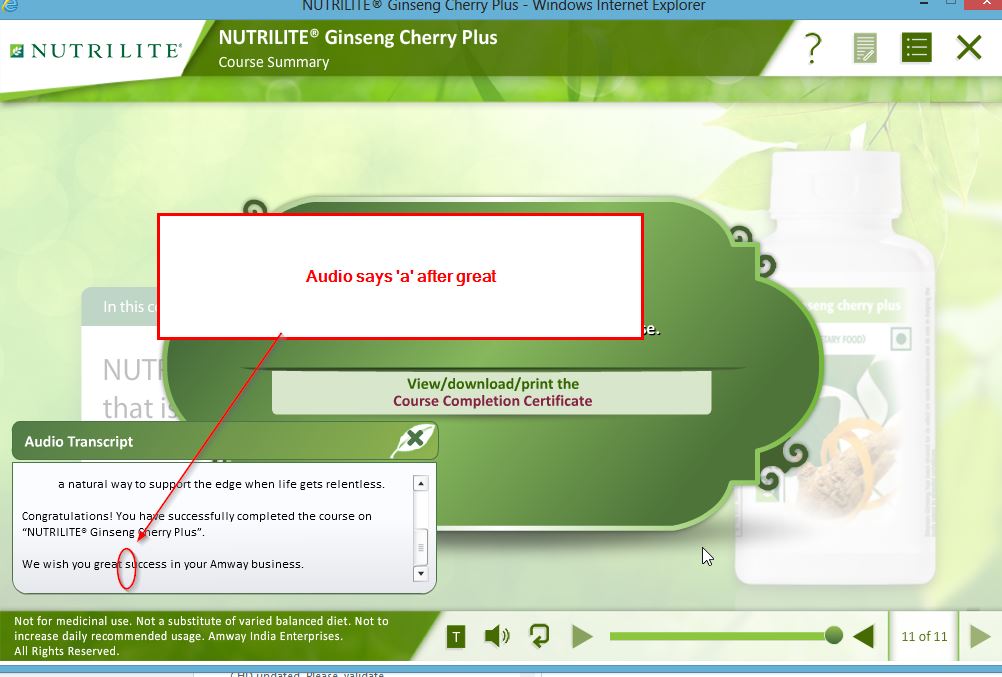 NUTRILITE® Ginseng Cherry Plus - Windows Internet Explorer
NUTRILITE®
NUTRILITE® Ginseng Cherry Plus
Course Summary
?
Audio says 'a' after great
In this
seng cherry plus
TARY FOOD)
se.
NUTR
that is
View/download/print the
Course Completion Certificate
Audio Transcript
a natural way to support the edge when life gets relentless.
Congratulations! You have successfully completed the course on
“NUTRILITE® Ginseng Cherry Plus”.
We wish you great success in your Amway business.
Not for medicinal use. Not a substitute of varied balanced diet. Not to
increase daily recommended usage. Amway India Enterprises.
All Rights Reserved.
T
11 of 11
CHD updated. Please, validate